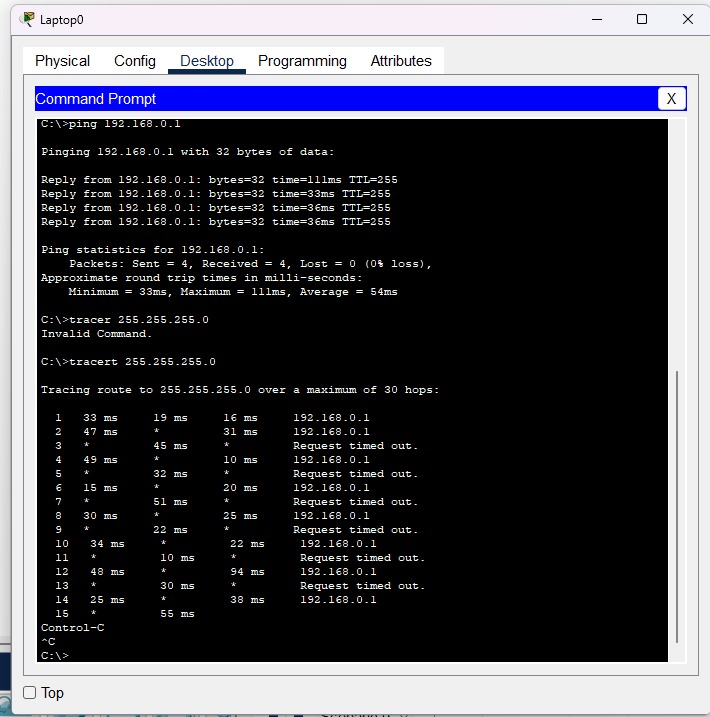 Laptop0
Physical Config Desktop Programming Attributes
Command Prompt X
C:\>ping 192.168.0.1
Pinging 192.168.0.1 with 32 bytes of data:
Reply from 192.168.0.1: bytes=32 time=111ms TTL=255
Reply from 192.168.0.1: bytes=32 time=33ms TTL=255
Reply from 192.168.0.1: bytes=32 time=36ms TTL=255
Reply from 192.168.0.1: bytes=32 time=36ms TTL=255
Ping statistics for 192.168.0.1:
Packets: Sent = 4, Received = 4, Lost = 0 (0% loss),
Approximate round trip times in milli-seconds:
Minimum = 33ms, Maximum = 111ms, Average = 54ms
C:\>tracer 255.255.255.0
Invalid Command.
C:\>tracert 255.255.255.0
Tracing route to 255.255.255.0 over a maximum of 30 hops:
1 33 ms 19 ms 16 ms 192.168.0.1
2 47 ms * 31 ms 192.168.0.1
3 * 45 ms * Request timed out.
4 49 ms * 10 ms 192.168.0.1
5 * 32 ms * Request timed out.
6 15 ms * 20 ms 192.168.0.1
7 * 51 ms * Request timed out.
8 30 ms * 25 ms 192.168.0.1
9 * 22 ms * Request timed out.
10 34 ms * 22 ms 192.168.0.1
11 * 10 ms * Request timed out.
12 48 ms * 94 ms 192.168.0.1
13 * 30 ms * Request timed out.
14 25 ms * 38 ms 192.168.0.1
15 * 55 ms
Control-C
^C
C:\>
Top